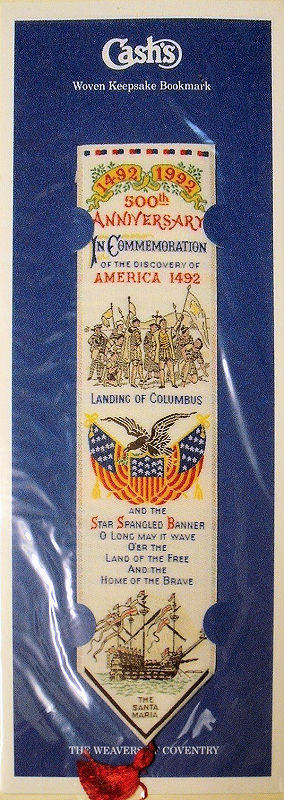 Cash's
Woven Keepsake Bookmark
1492 1992
500th
ANNIVERSARY
IN COMMEMORATION
OF THE DISCOVERY OF
AMERICA 1492
LANDING OF COLUMBUS
AND THE
STAR SPANGLED BANNER
O LONG MAY IT WAVE
O'ER THE
LAND OF THE FREE
AND THE
HOME OF THE BRAVE
THE
SANTA
MARIA
THE WEAVERS OF COVENTRY